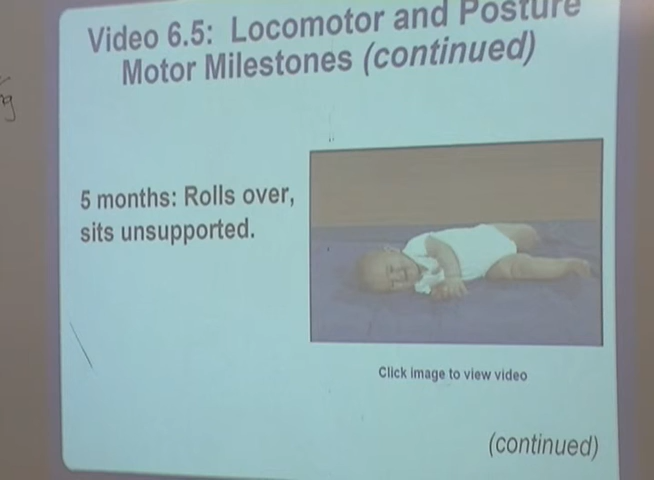 Video 6.5: Locomotor and Posture
Motor Milestones (continued)
5 months: Rolls over,
sits unsupported.
Click image to view video
(continued)